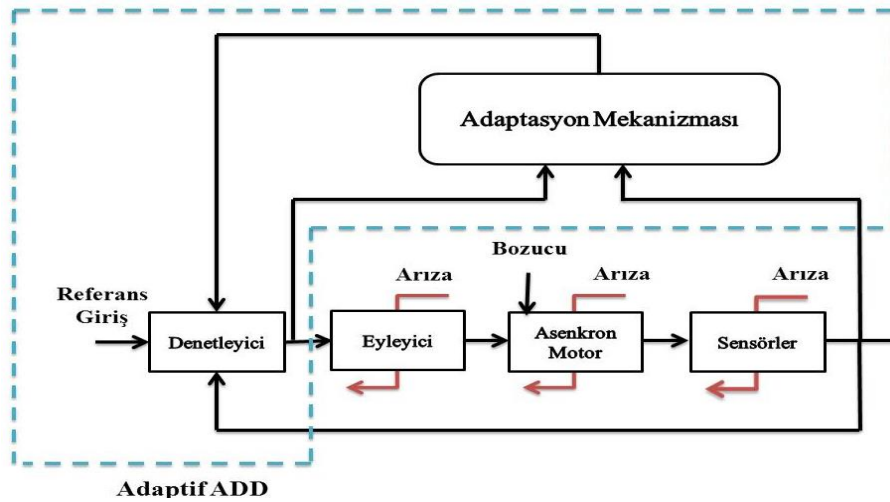 Adaptasyon Mekanizması
Bozucu
Arıza
Arıza
Arıza
Referans
Giriş
Denetleyici
Eyleyici
Asenkron
Motor
Sensörler
Adaptif ADD